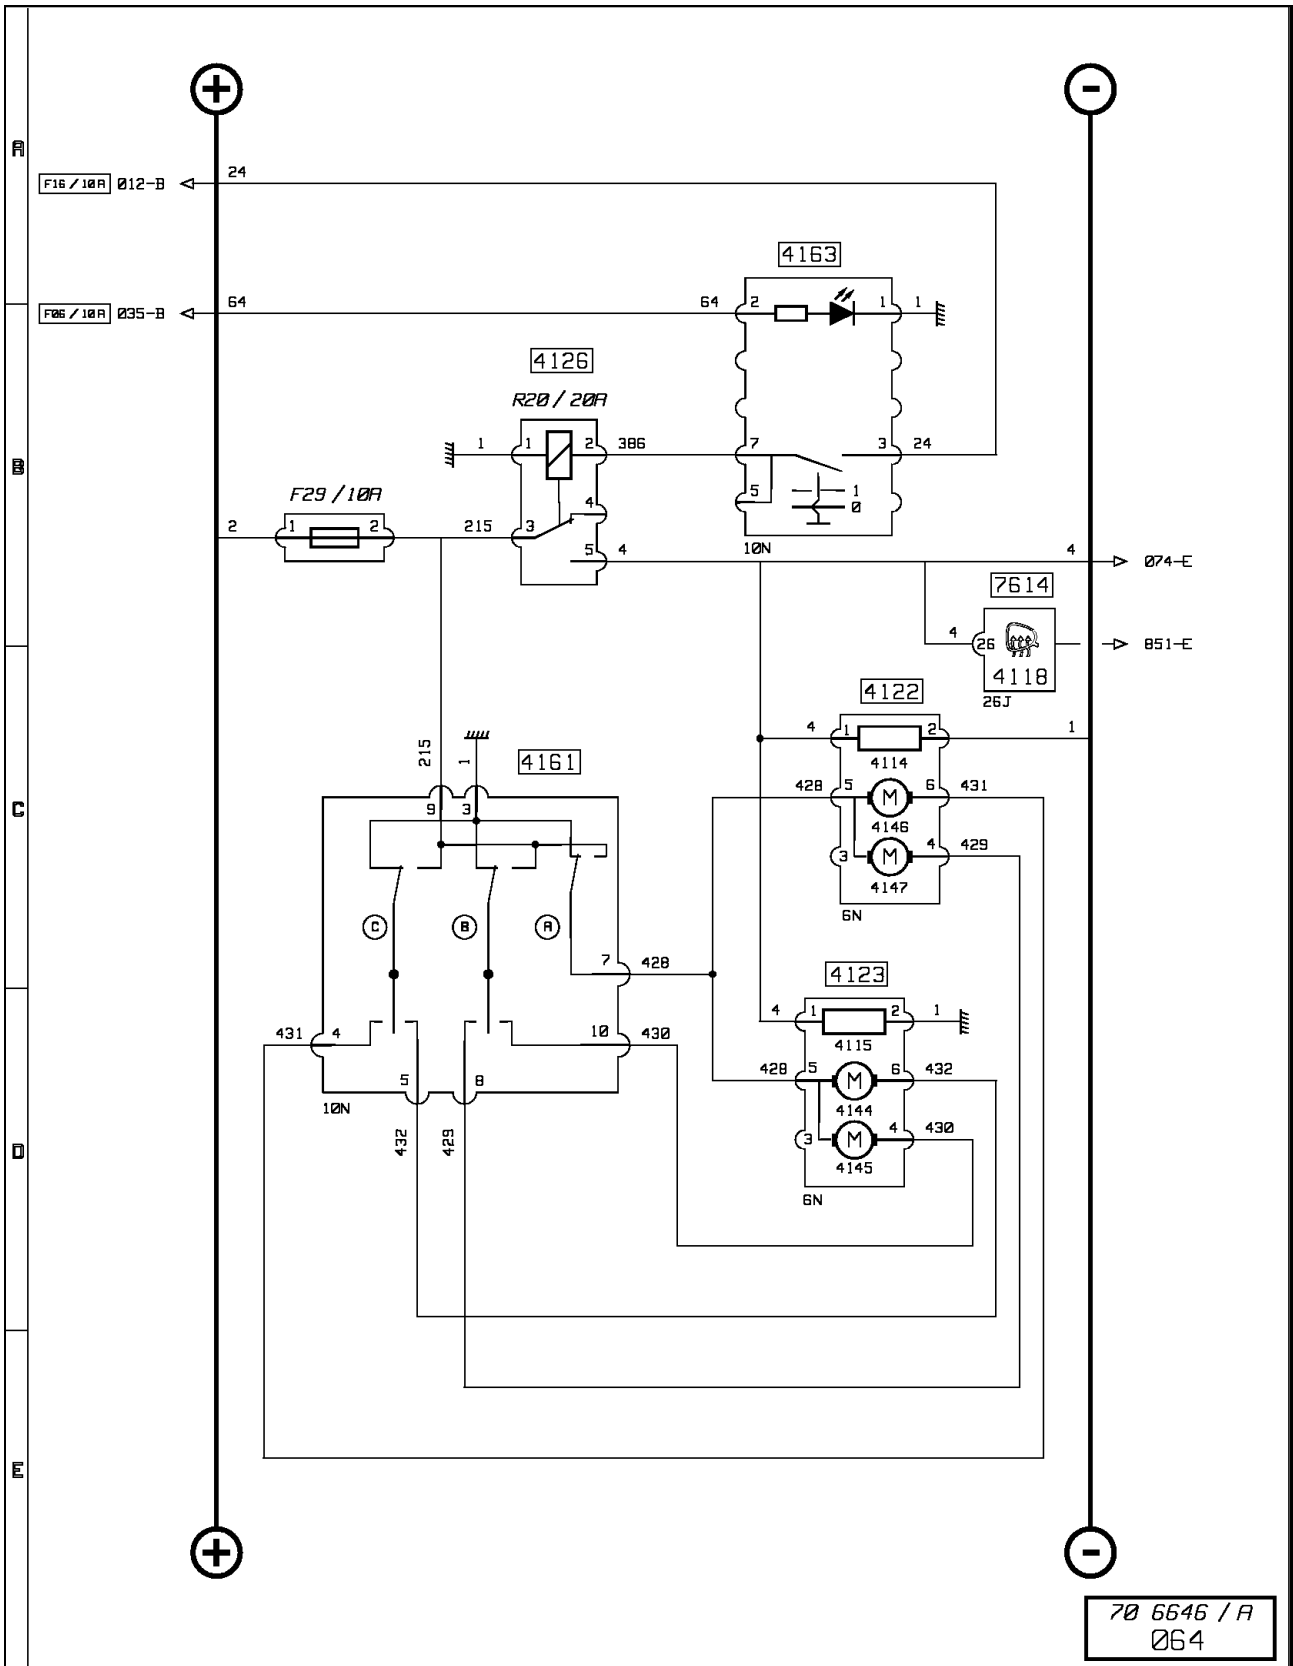 + -
A
24
F16/10A 012-B
4163
64 64 2 1 1
F06/10A 035-B
4126
R20/20A
1 1 2 386 7 3 24
B
F29/10A
5 1
4 0
2 1 2 215 3
10N
5 4 4 074-E
7614
4 26 851-E
4118
26J
4122
4 1 2 1
215 1 4161 4114
428 5 M 6 431
C 9 3
4146
3 M 4 429
4147
6N
C B A
7 428
4123
4 1 2 1
431 4 10 430
4115
428 5 M 6 432
5 8
10N 4144
432 429 3 M 4 430
D
4145
6N
E
+ -
70 6646 / A
064